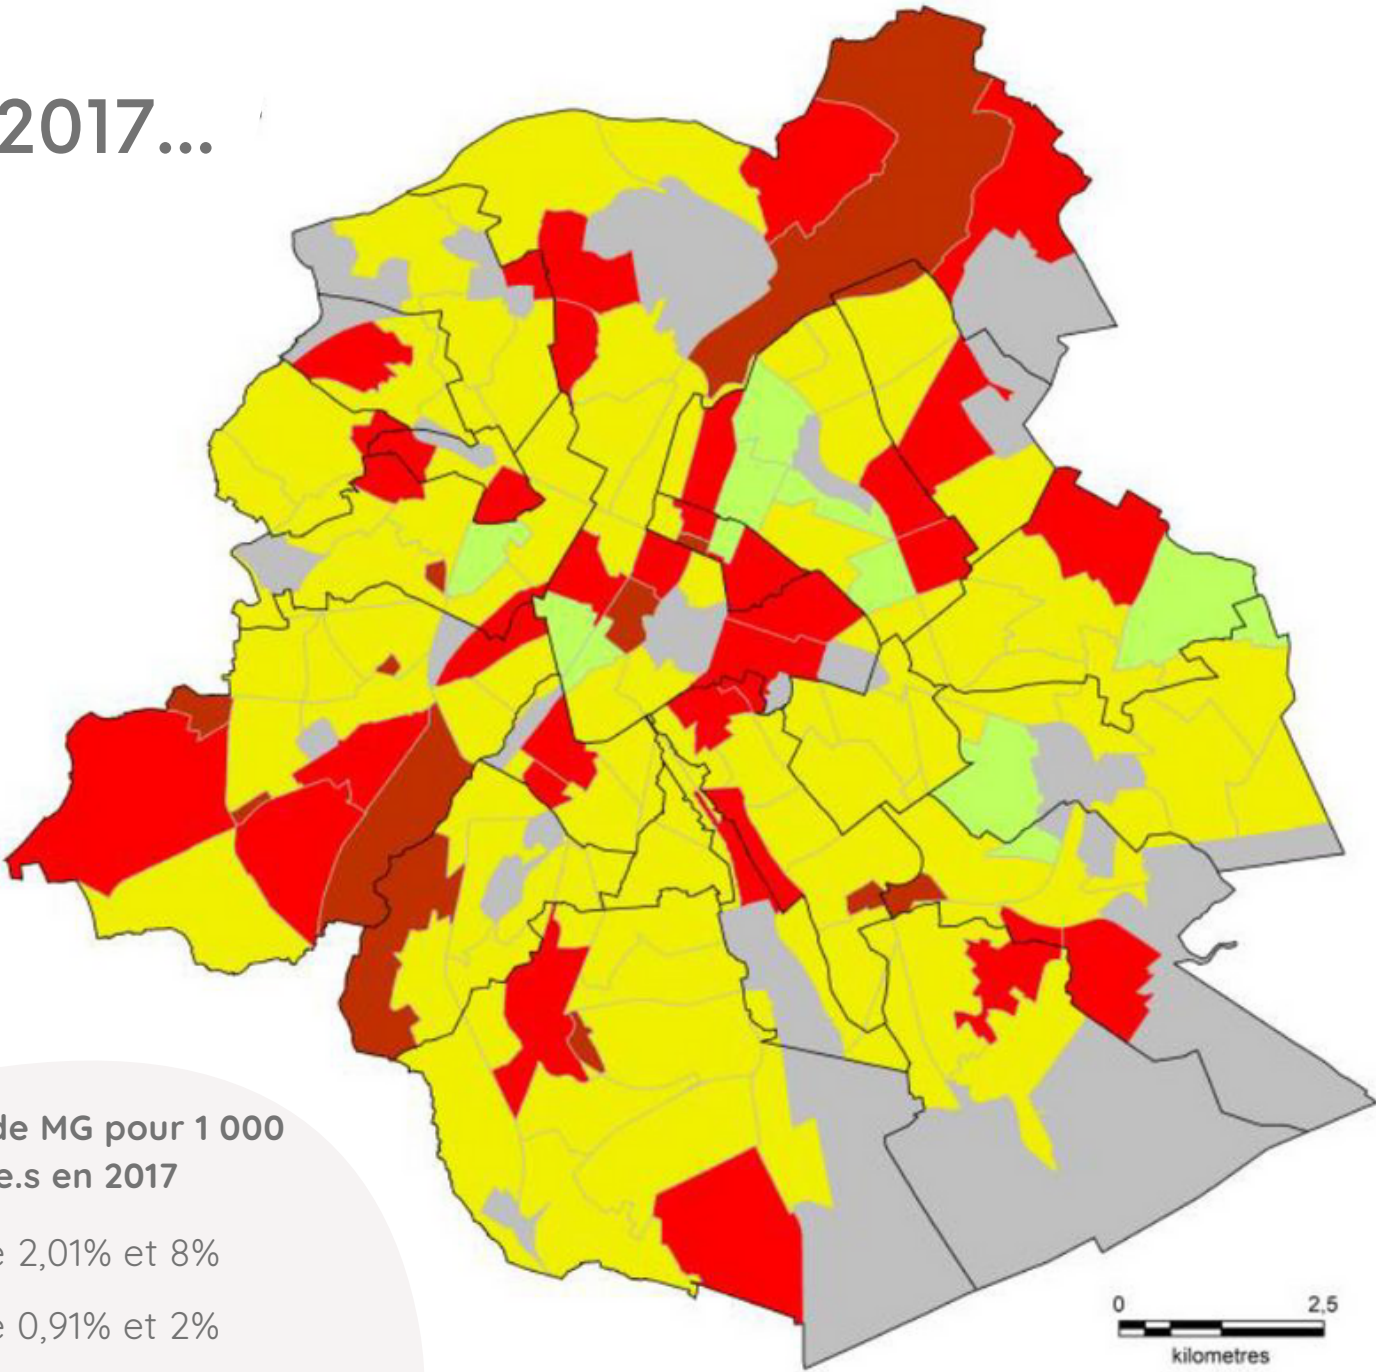 2017...
de MG pour 1 000
e.s en 2017
e 2,01% et 8%
e 0,91% et 2%
0 2,5
kilometres